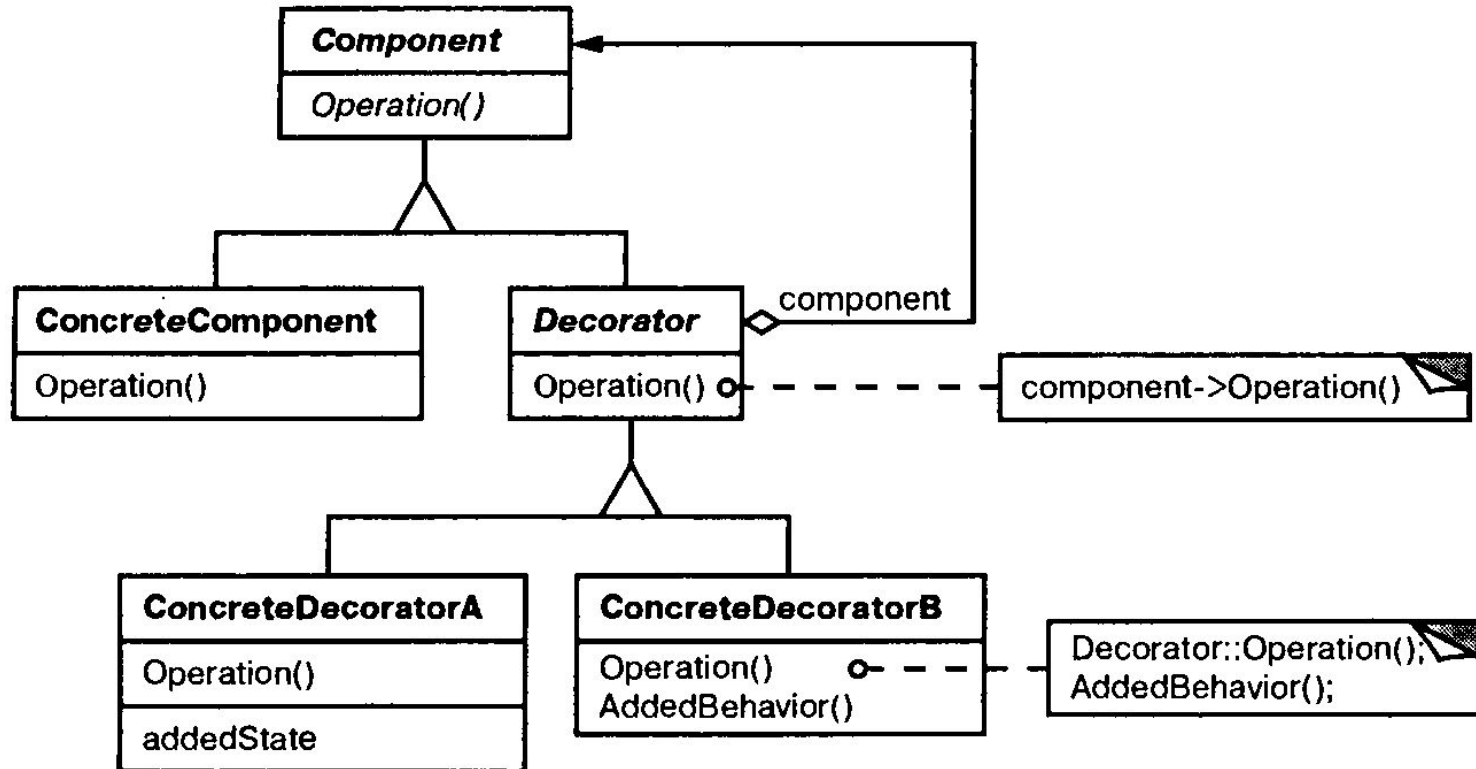 Component
Operation()
ConcreteComponent
Operation()
Decorator
Operation()
component
component->Operation()
ConcreteDecoratorA
Operation()
addedState
ConcreteDecoratorB
Operation()
AddedBehavior()
Decorator::Operation();
AddedBehavior();